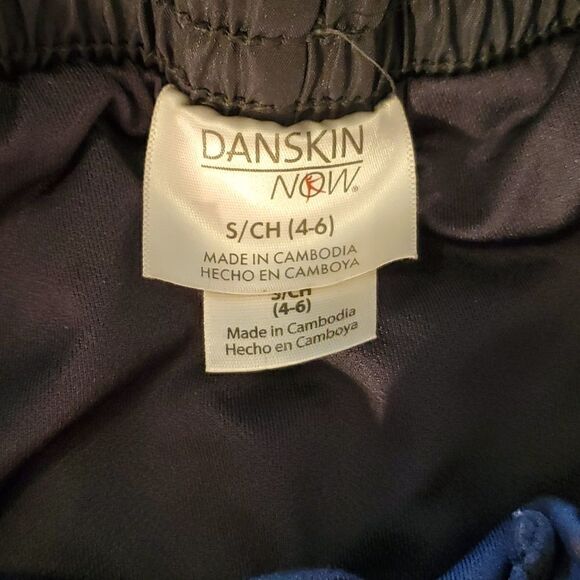 DANSKIN
NOW®
S/CH (4-6)
MADE IN CAMBODIA
HECHO EN CAMBOYA
S/CH
(4-6)
Made in Cambodia
Hecho en Camboya